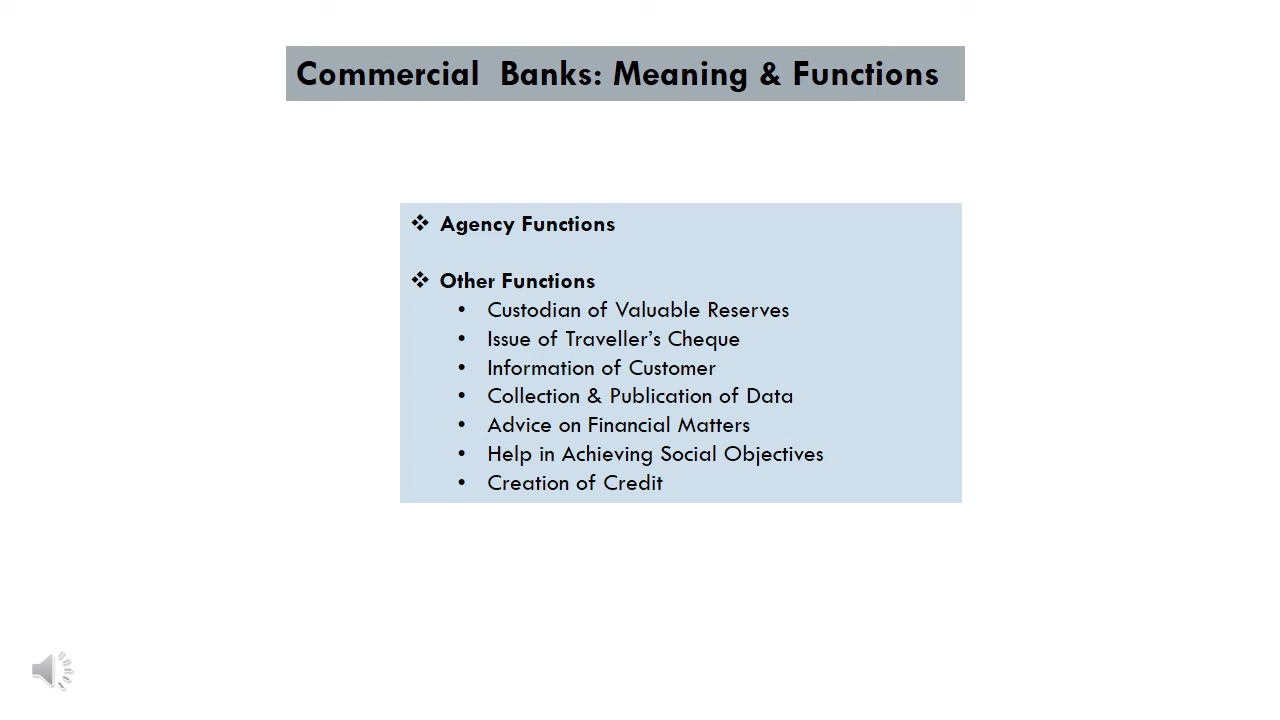 Commercial Banks: Meaning & Functions
❖ Agency Functions
❖ Other Functions
• Custodian of Valuable Reserves
• Issue of Traveller’s Cheque
• Information of Customer
• Collection & Publication of Data
• Advice on Financial Matters
• Help in Achieving Social Objectives
• Creation of Credit